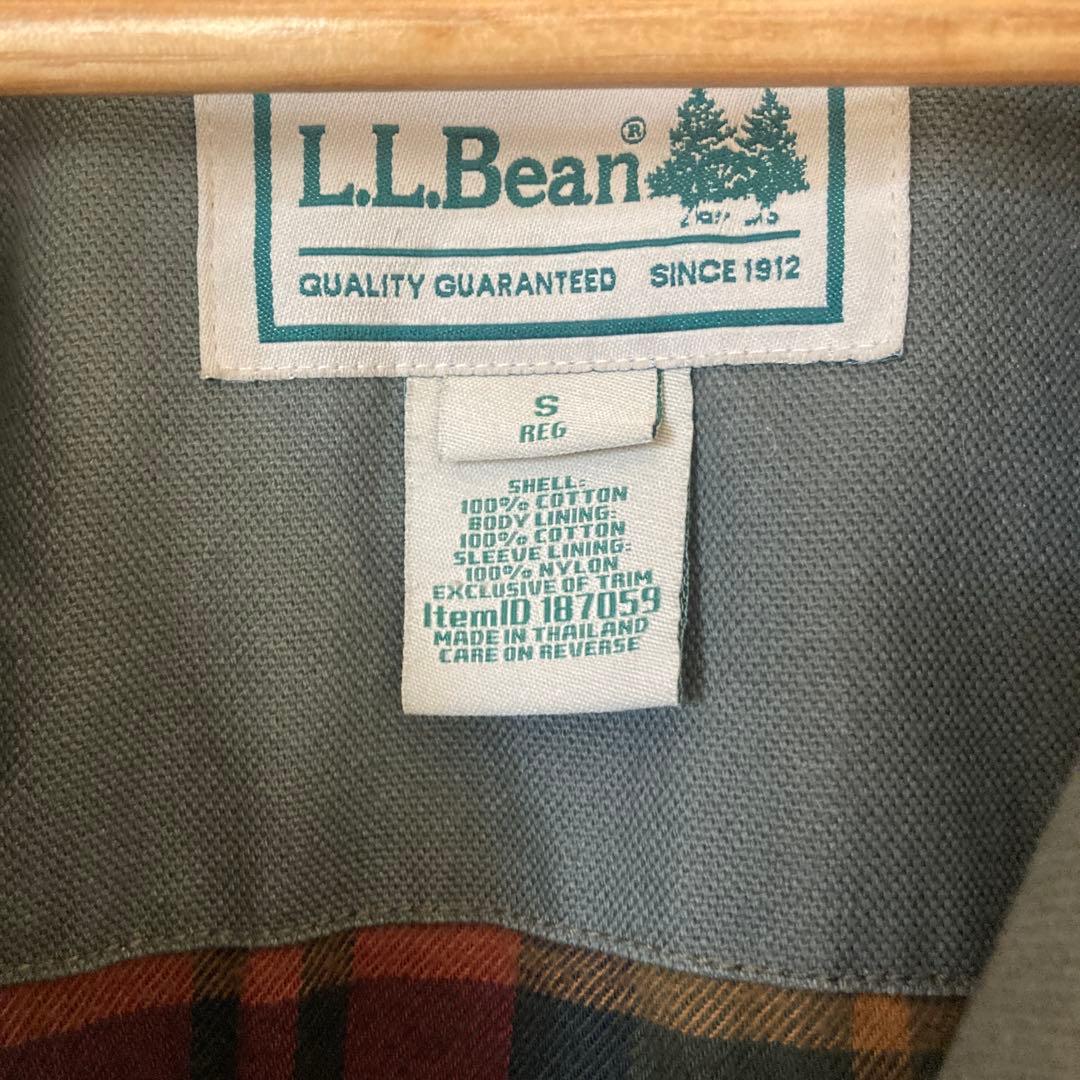 L.L.Bean®
QUALITY GUARANTEED SINCE 1912
S
REG
SHELL:
100% COTTON
BODY LINING:
100% COTTON
SLEEVE LINING:
100% NYLON
EXCLUSIVE OF TRIM
ItemID 187059
MADE IN THAILAND
CARE ON REVERSE